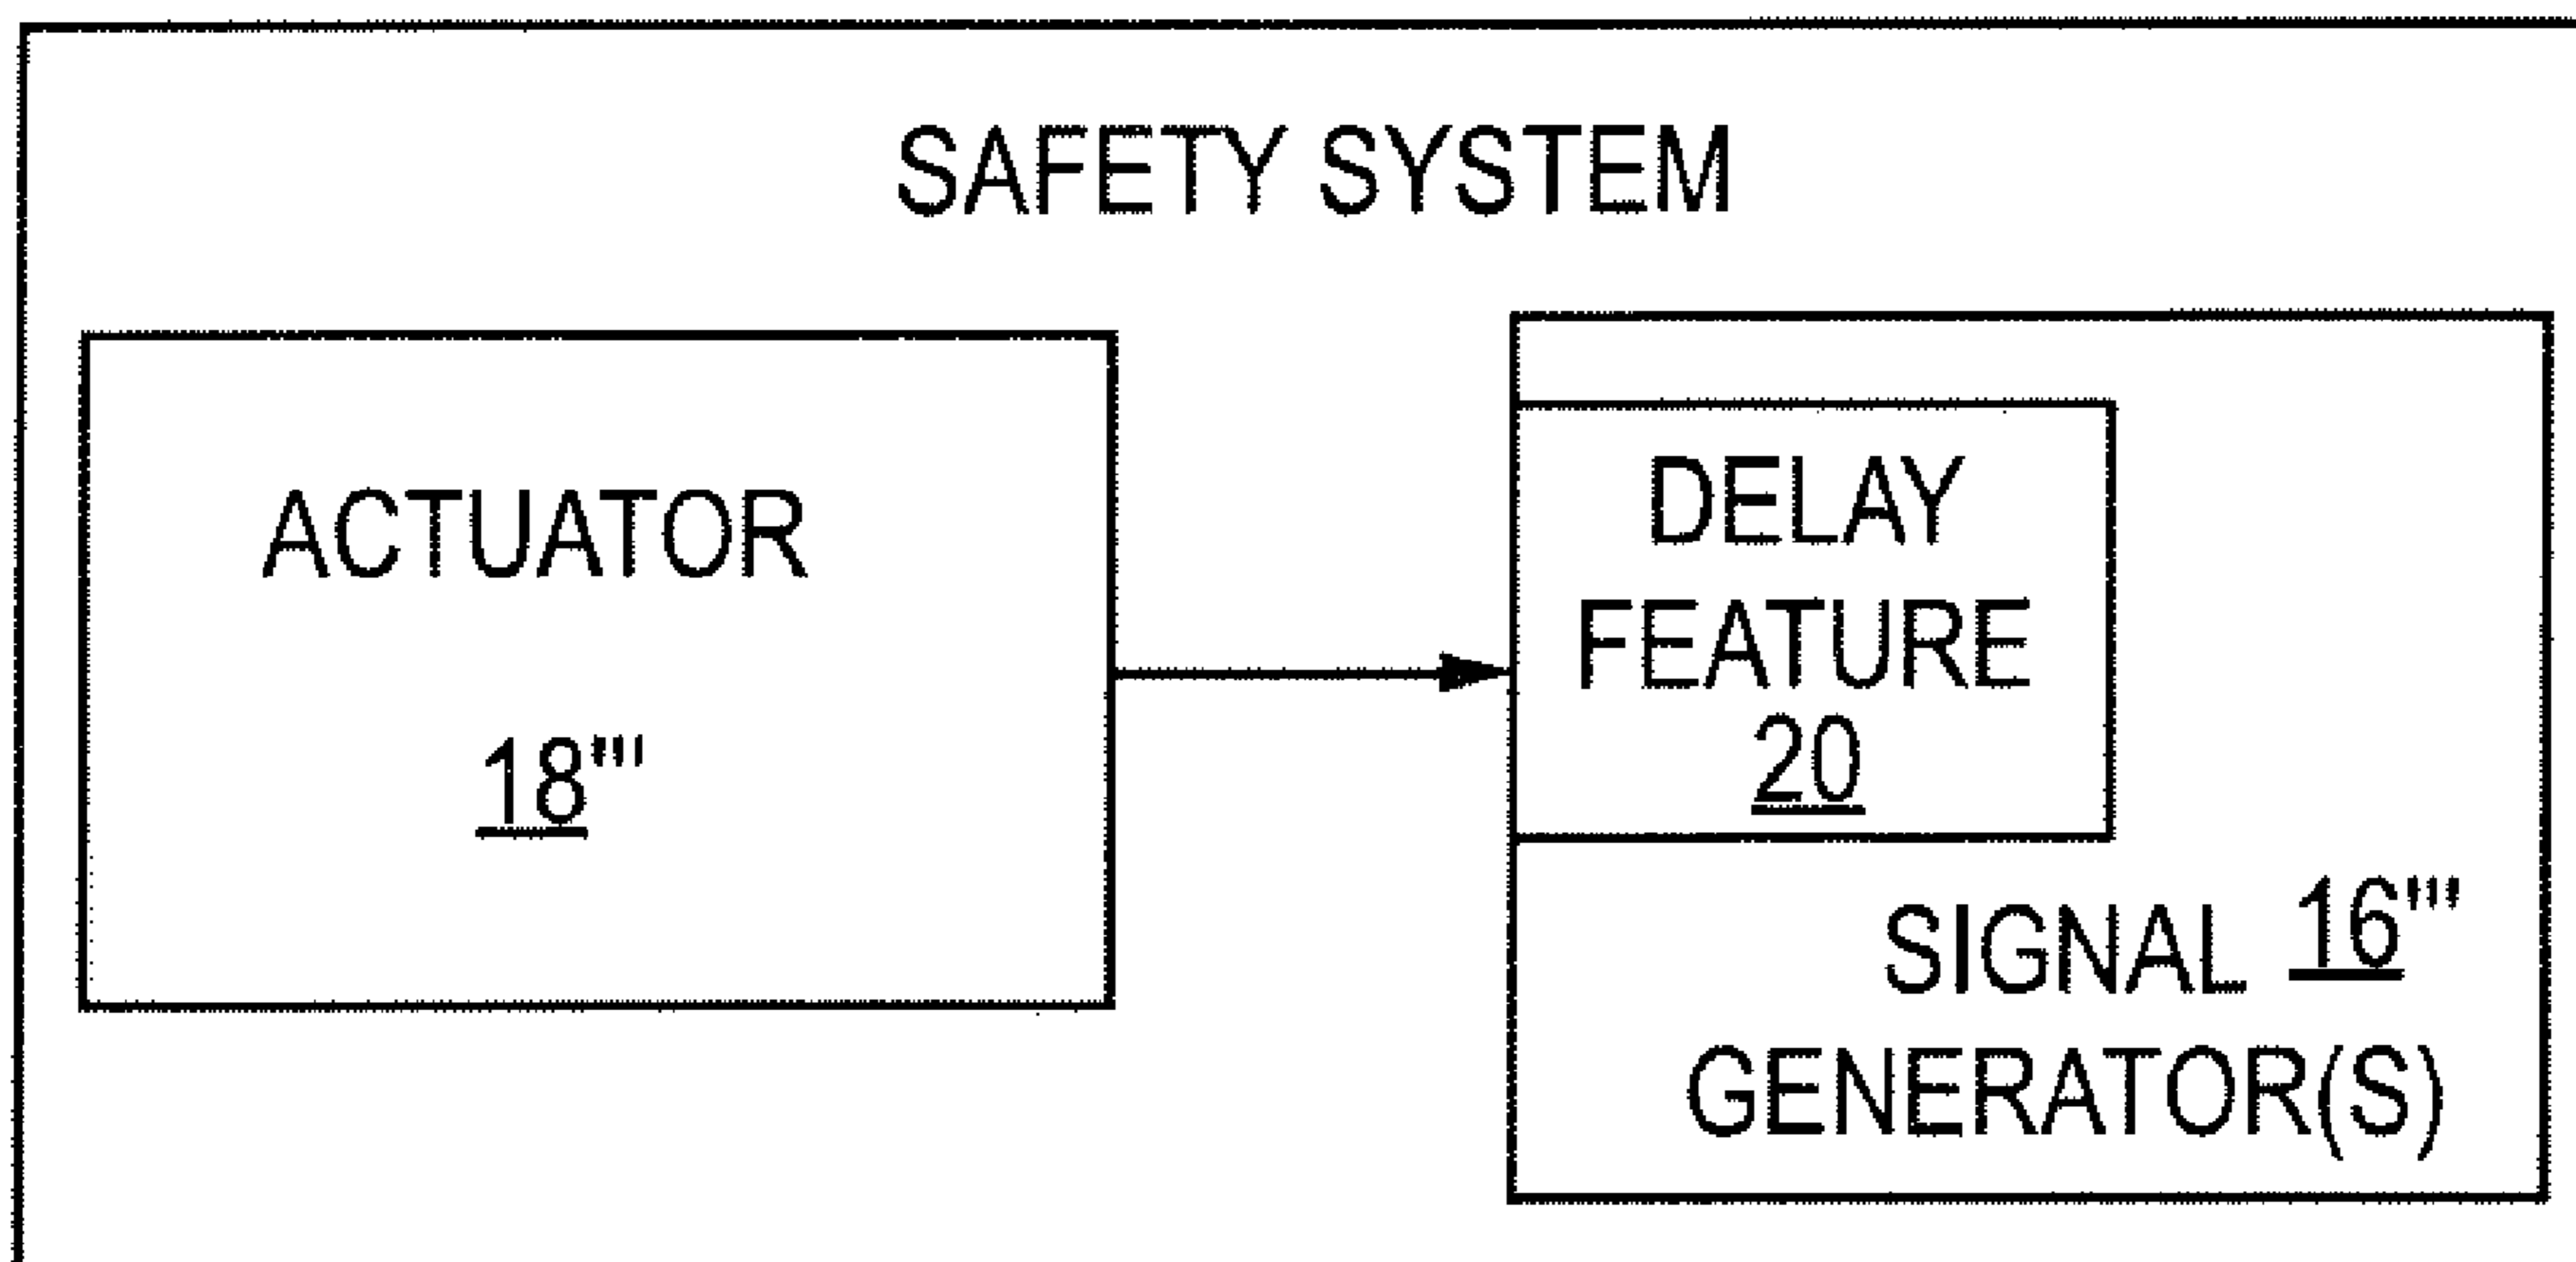 SAFETY SYSTEM
ACTUATOR
18'''
DELAY
FEATURE
20
SIGNAL 16'''
GENERATOR(S)